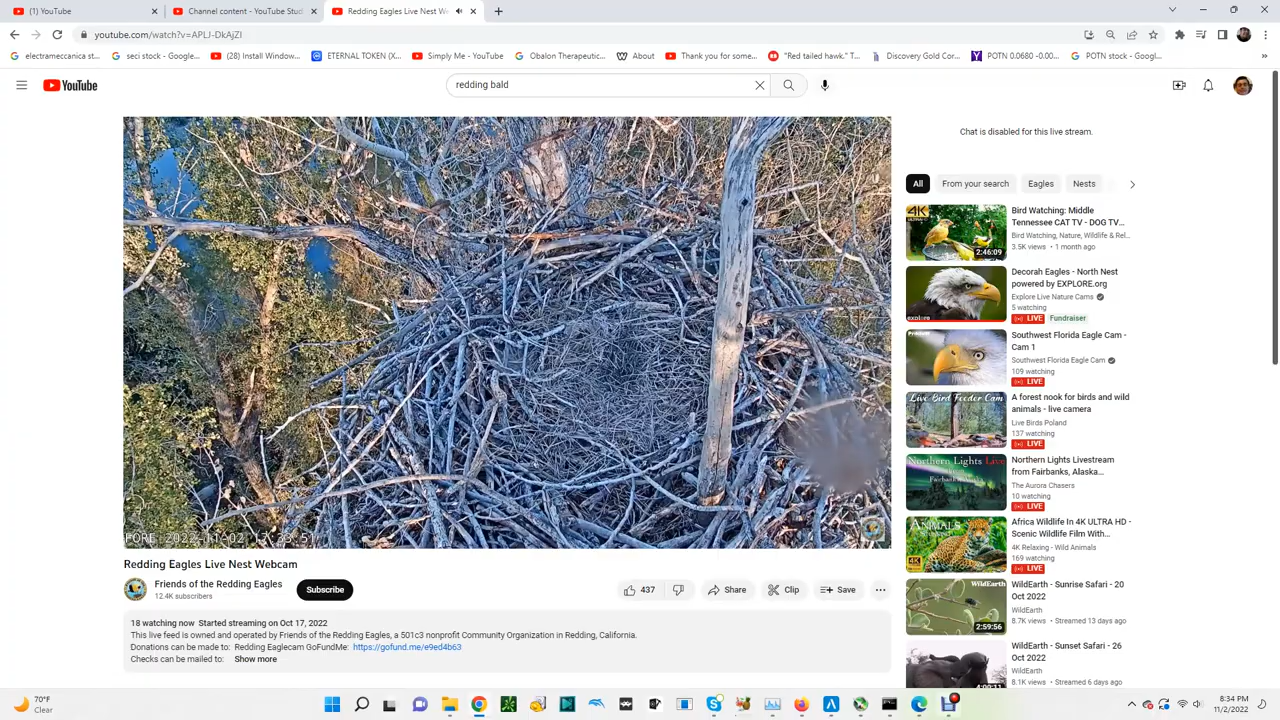 (1) YouTube
Channel content - YouTube Stud
Redding Eagles Live Nest W
youtube.com/watch?v=APLJ-DkAjZI
electrameccanica st...
seci stock - Google...
(28) Install Window...
ETERNAL TOKEN (X...
Simply Me - YouTube
Obalon Therapeutic...
About
Thank you for some...
"Red tailed hawk." T...
Discovery Gold Cor...
POTN 0.0680 -0.00...
POTN stock - Googl...
»
YouTube
redding bald
Chat is disabled for this live stream.
All
From your search
Eagles
Nests
4K
Bird Watching: Middle
Tennessee CAT TV - DOG TV...
Bird Watching, Nature, Wildlife & Rel...
3.5K views • 1 month ago
2:46:09
Decorah Eagles - North Nest
powered by EXPLORE.org
Explore Live Nature Cams
5 watching
LIVE Fundraiser
explore
Southwest Florida Eagle Cam -
Cam 1
Southwest Florida Eagle Cam
109 watching
LIVE
Live Bird Feeder Cam
A forest nook for birds and wild
animals - live camera
Live Birds Poland
137 watching
LIVE
Northern Lights Live
Northern Lights Livestream
from Fairbanks, Alaska...
The Aurora Chasers
10 watching
LIVE
ANIMALS
4K
Africa Wildlife In 4K ULTRA HD -
Scenic Wildlife Film With...
4K Relaxing - Wild Animals
169 watching
LIVE
WildEarth
2:59:56
WildEarth - Sunrise Safari - 20
Oct 2022
WildEarth
8.7K views • Streamed 13 days ago
WildEarth - Sunset Safari - 26
Oct 2022
WildEarth
8.1K views • Streamed 6 days ago
Redding Eagles Live Nest Webcam
Friends of the Redding Eagles
12.4K subscribers
Subscribe
437
Share
Clip
Save
18 watching now Started streaming on Oct 17, 2022
This live feed is owned and operated by Friends of the Redding Eagles, a 501c3 nonprofit Community Organization in Redding, California.
Donations can be made to: Redding Eaglecam GoFundMe: https://gofund.me/e9ed4b63
Checks can be mailed to: Show more
70°F
Clear
8:34 PM
11/2/2022